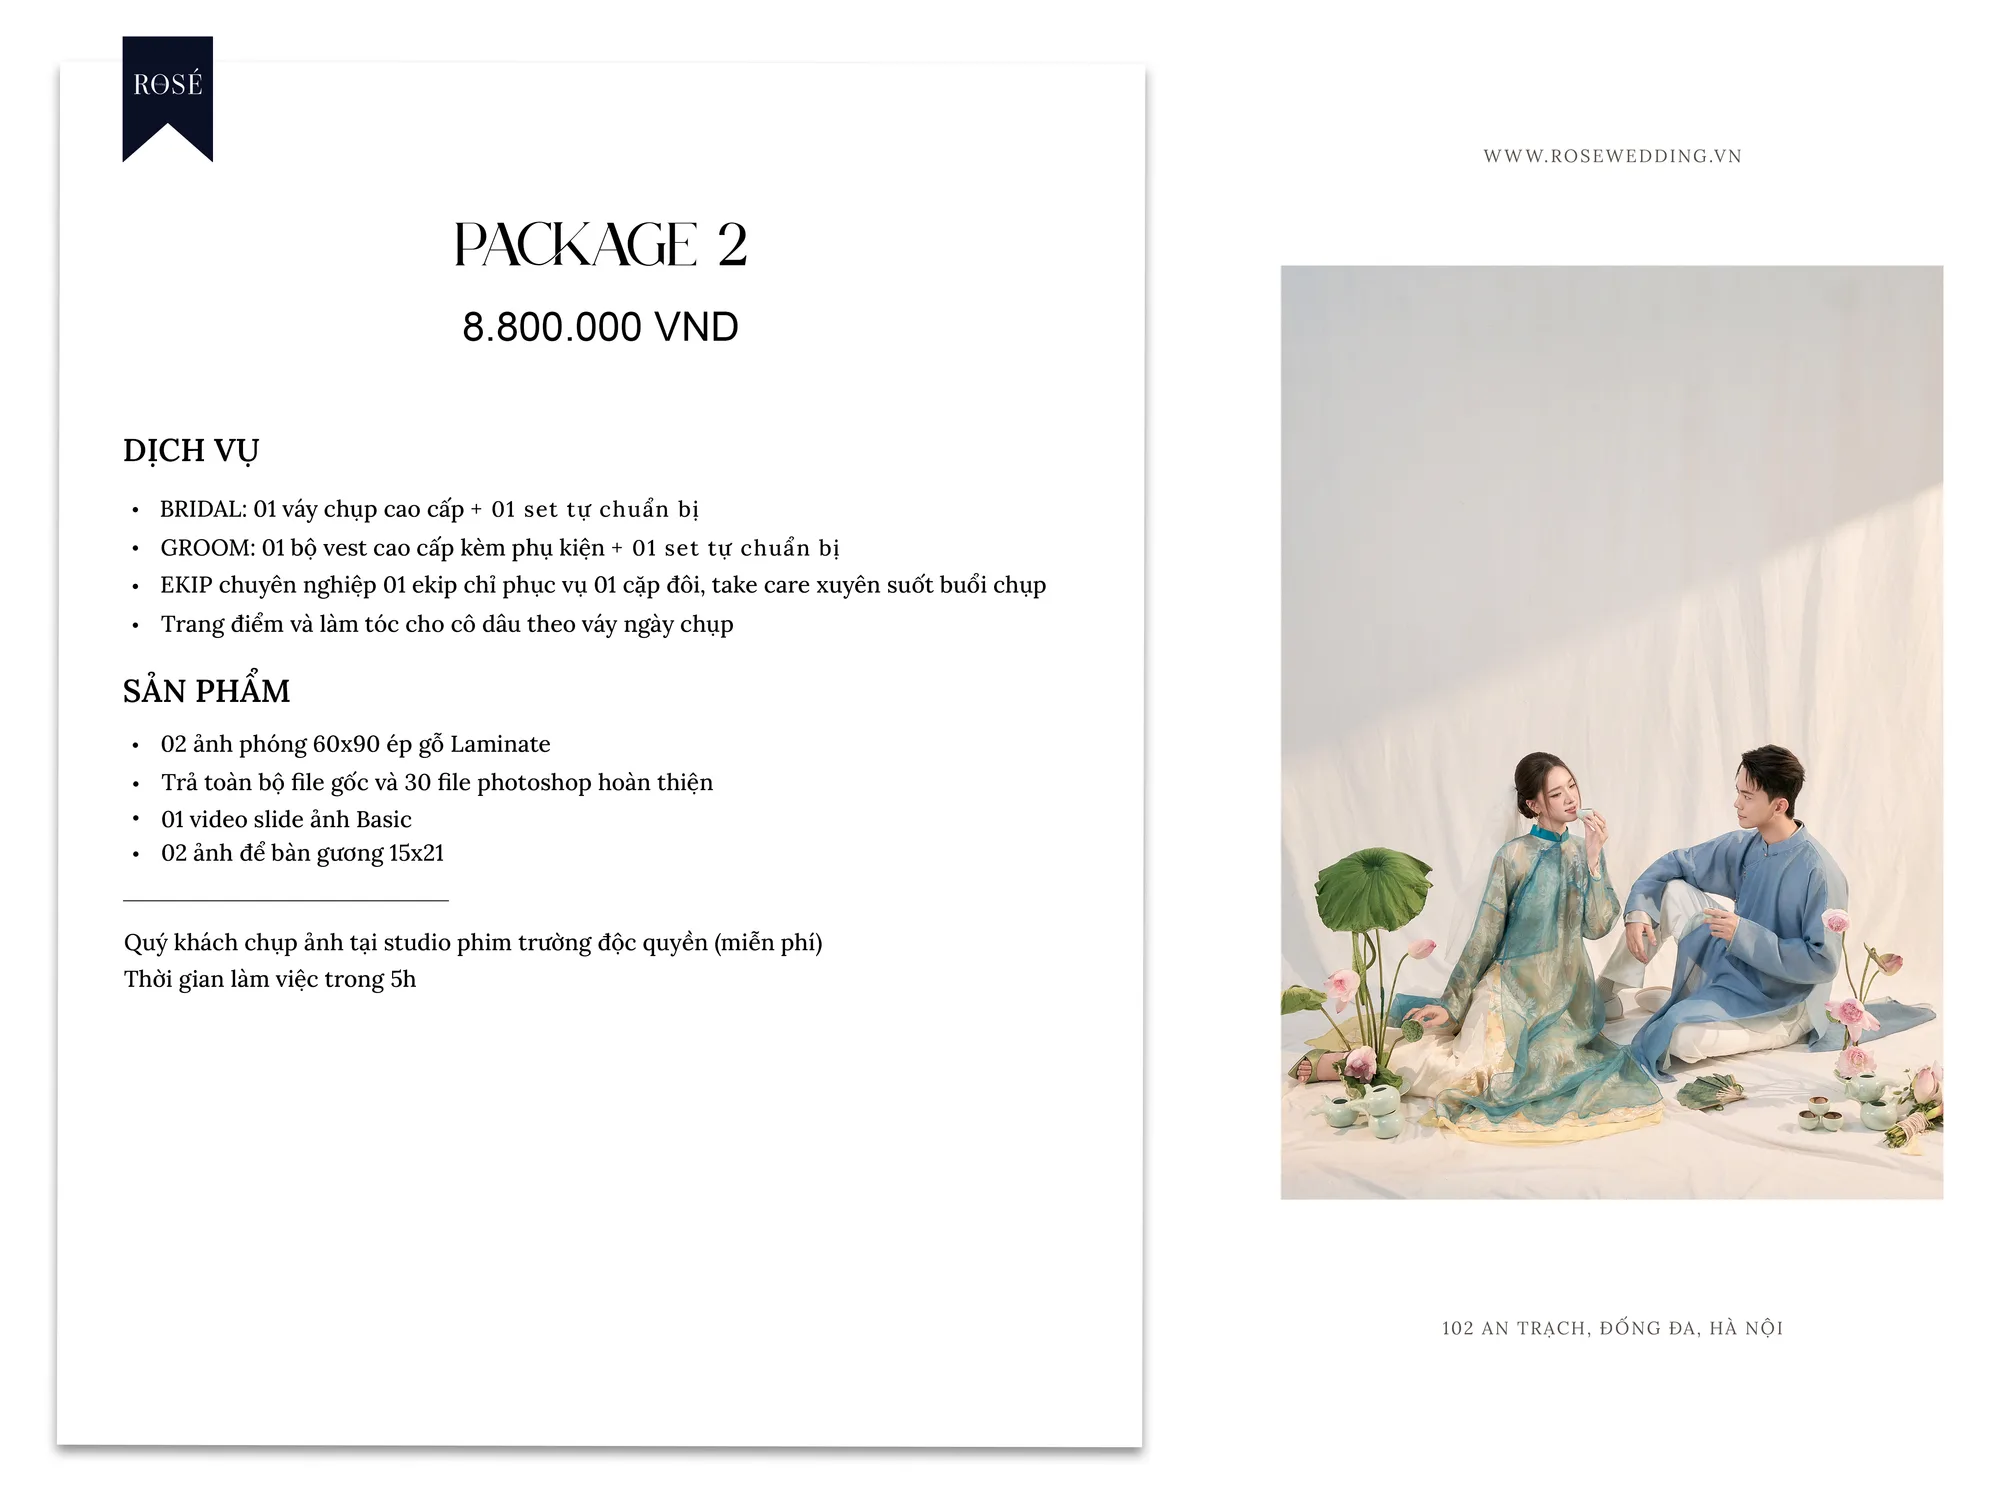 ROSÉ
PACKAGE 2
8.800.000 VND
DỊCH VỤ
• BRIDAL: 01 váy chụp cao cấp + 01 set tự chuẩn bị
• GROOM: 01 bộ vest cao cấp kèm phụ kiện + 01 set tự chuẩn bị
• EKIP chuyên nghiệp 01 ekip chỉ phục vụ 01 cặp đôi, take care xuyên suốt buổi chụp
• Trang điểm và làm tóc cho cô dâu theo váy ngày chụp
SẢN PHẨM
• 02 ảnh phóng 60x90 ép gỗ Laminate
• Trả toàn bộ file gốc và 30 file photoshop hoàn thiện
• 01 video slide ảnh Basic
• 02 ảnh để bàn gương 15x21
Quý khách chụp ảnh tại studio phim trường độc quyền (miễn phí)
Thời gian làm việc trong 5h
WWW.ROSEWEDDING.VN
102 AN TRẠCH, ĐỐNG ĐA, HÀ NỘI